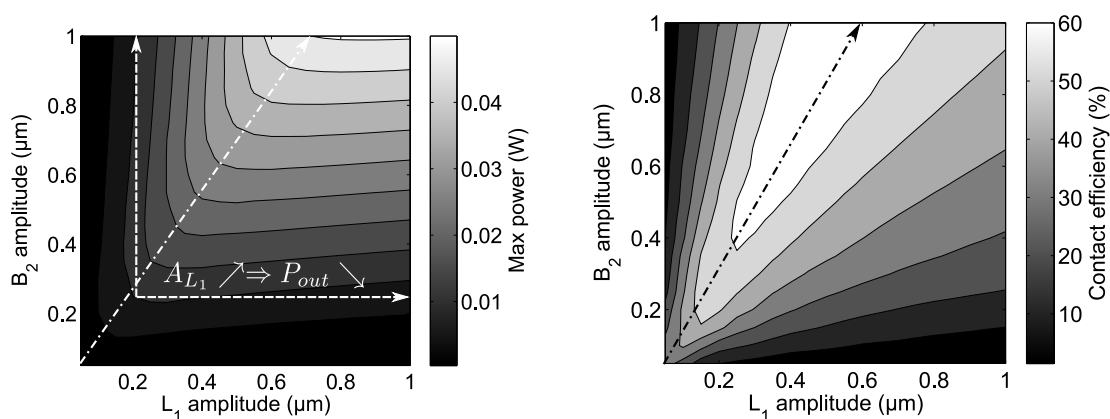 1
0.8
0.6
0.4
0.2
B2 amplitude (µm)
0.2 0.4 0.6 0.8 1
L1 amplitude (µm)
A_{L_1} ↗⇒ P_{out} ↘
0.04
0.03
0.02
0.01
Max power (W)
1
0.8
0.6
0.4
0.2
B2 amplitude (µm)
0.2 0.4 0.6 0.8 1
L1 amplitude (µm)
60
50
40
30
20
10
Contact efficiency (%)